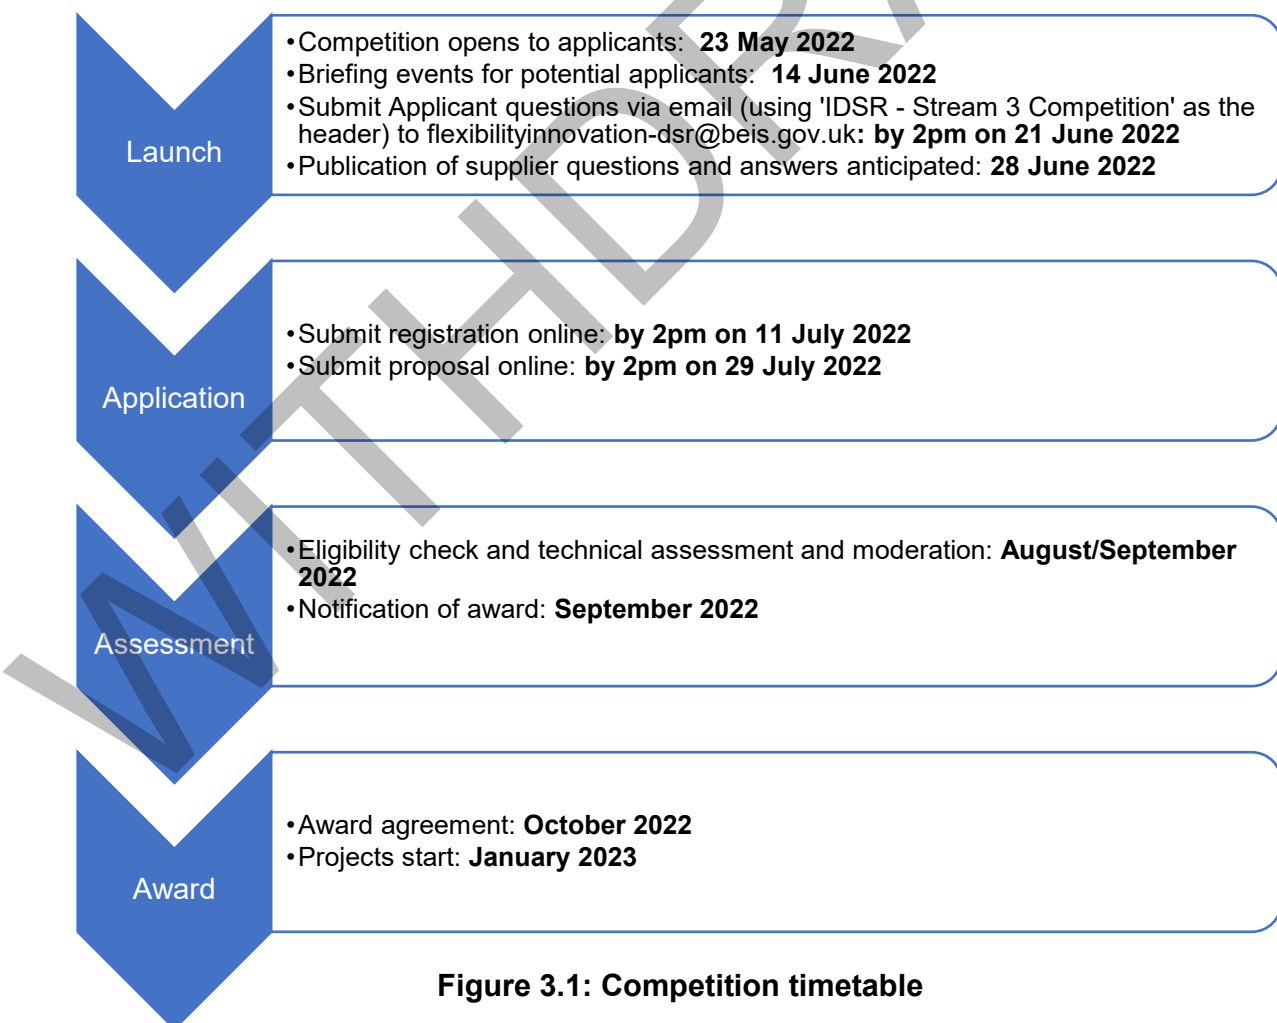 Launch
•Competition opens to applicants: 23 May 2022
•Briefing events for potential applicants: 14 June 2022
•Submit Applicant questions via email (using 'IDSR - Stream 3 Competition' as the
header) to flexibilityinnovation-dsr@beis.gov.uk: by 2pm on 21 June 2022
•Publication of supplier questions and answers anticipated: 28 June 2022
Application
•Submit registration online: by 2pm on 11 July 2022
•Submit proposal online: by 2pm on 29 July 2022
Assessment
•Eligibility check and technical assessment and moderation: August/September
2022
•Notification of award: September 2022
Award
•Award agreement: October 2022
•Projects start: January 2023
Figure 3.1: Competition timetable
WITHDRA